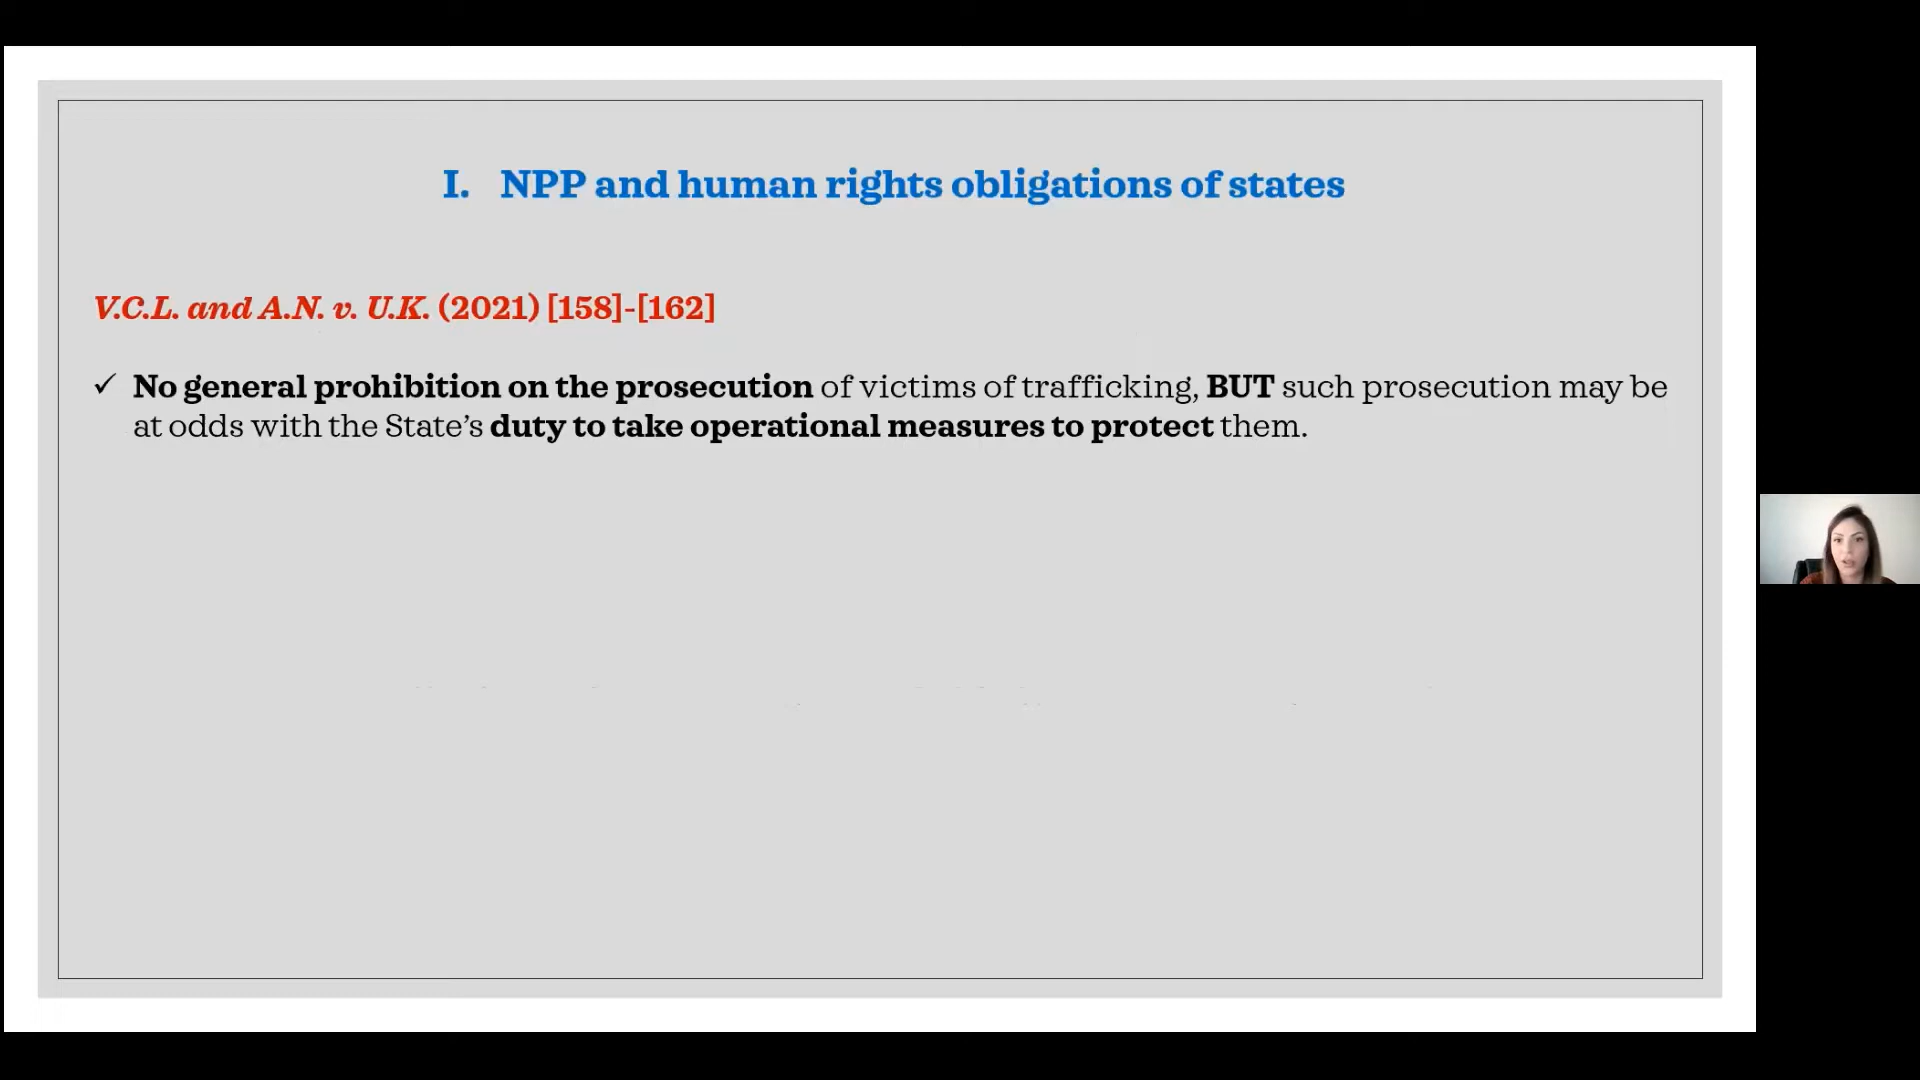 I. NPP and human rights obligations of states
V.C.L. and A.N. v. U.K. (2021) [158]-[162]
✓ No general prohibition on the prosecution of victims of trafficking, BUT such prosecution may be
at odds with the State’s duty to take operational measures to protect them.